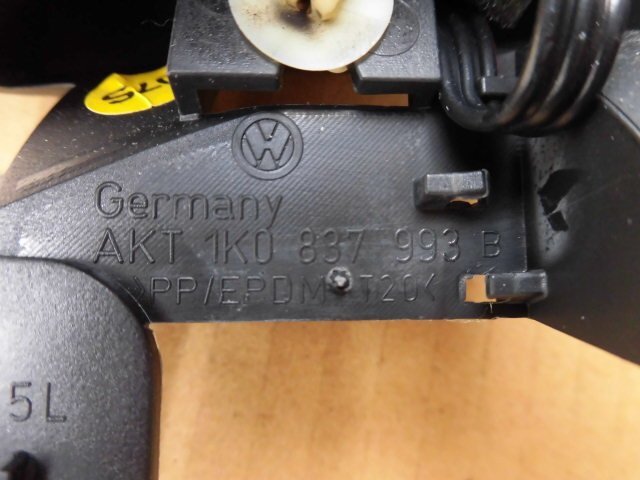 Germany
AKT 1K0 837 993 B
>PP/EPDM-T20<
5L